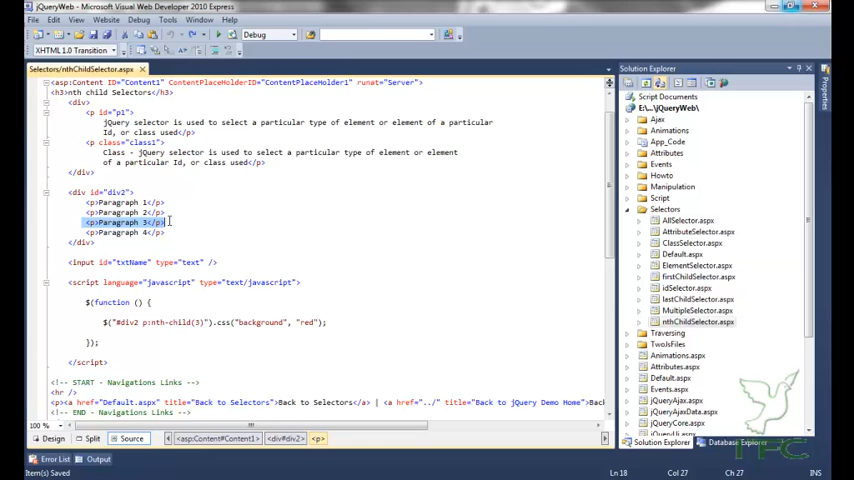 jQueryWeb - Microsoft Visual Web Developer 2010 Express
File Edit View Website Debug Tools Window Help
Debug
XHTML 1.0 Transition
Selectors/nthChildSelector.aspx
<asp:Content ID="Content1" ContentPlaceHolderID="ContentPlaceHolder1" runat="Server">
<h3>nth child Selectors</h3>
<div>
<p id="p1">
jQuery selector is used to select a particular type of element or element of a particular
Id, or class used</p>
<p class="class1">
Class - jQuery selector is used to select a particular type of element or element
of a particular Id, or class used</p>
</div>
<div id="div2">
<p>Paragraph 1</p>
<p>Paragraph 2</p>
<p>Paragraph 3</p>
<p>Paragraph 4</p>
</div>
<input id="txtName" type="text" />
<script language="javascript" type="text/javascript">
$(function () {
$("#div2 p:nth-child(3)").css("background", "red");
});
</script>
<!-- START - Navigations Links -->
<hr />
<p><a href="Default.aspx" title="Back to Selectors">Back to Selectors</a> | <a href="../" title="Back to jQuery Demo Home">Back
<!-- END - Navigations Links -->
100 %
Design Split Source <asp:Content#Content1> <div#div2> <p>
Error List Output
Item(s) Saved Ln 18 Col 27 Ch 27
Solution Explorer
Script Documents
E:\...\jQueryWeb\
Ajax
Animations
App_Code
Attributes
Events
Howto
Manipulation
Selectors
AllSelector.aspx
AttributeSelector.aspx
ClassSelector.aspx
Default.aspx
ElementSelector.aspx
firstChildSelector.aspx
idSelector.aspx
lastChildSelector.aspx
MultipleSelector.aspx
nthChildSelector.aspx
Traversing
TwoJsFiles
Animations.aspx
Attributes.aspx
Default.aspx
Events.aspx
jQueryAjax.aspx
jQueryAjaxData.aspx
jQueryCore.aspx
Solution Explorer Database Explorer
Properties